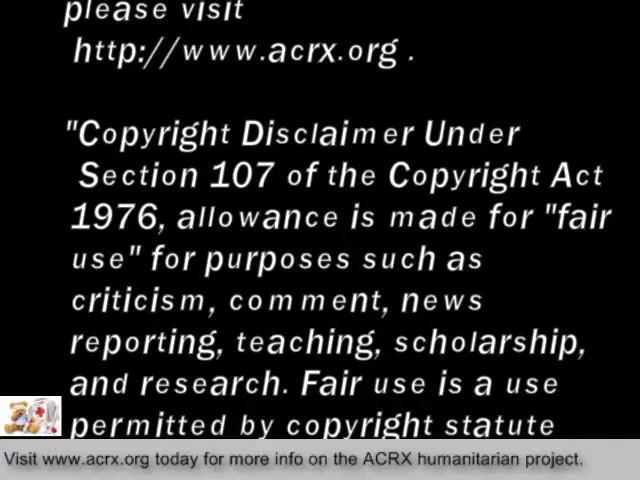 please visit
http://www.acrx.org .
"Copyright Disclaimer Under
Section 107 of the Copyright Act
1976, allowance is made for "fair
use" for purposes such as
criticism, comment, news
reporting, teaching, scholarship,
and research. Fair use is a use
permitted by copyright statute
Visit www.acrx.org today for more info on the ACRX humanitarian project.